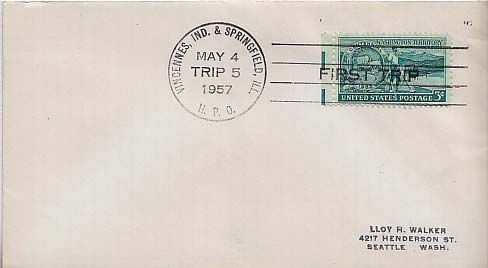 VINCENNES, IND. & SPRINGFIELD, ILL.
MAY 4
TRIP 5
1957
H. P. O.
WASHINGTON TERRITORY
FIRST TRIP
UNITED STATES POSTAGE 3¢
LLOY R. WALKER
4217 HENDERSON ST.
SEATTLE WASH.